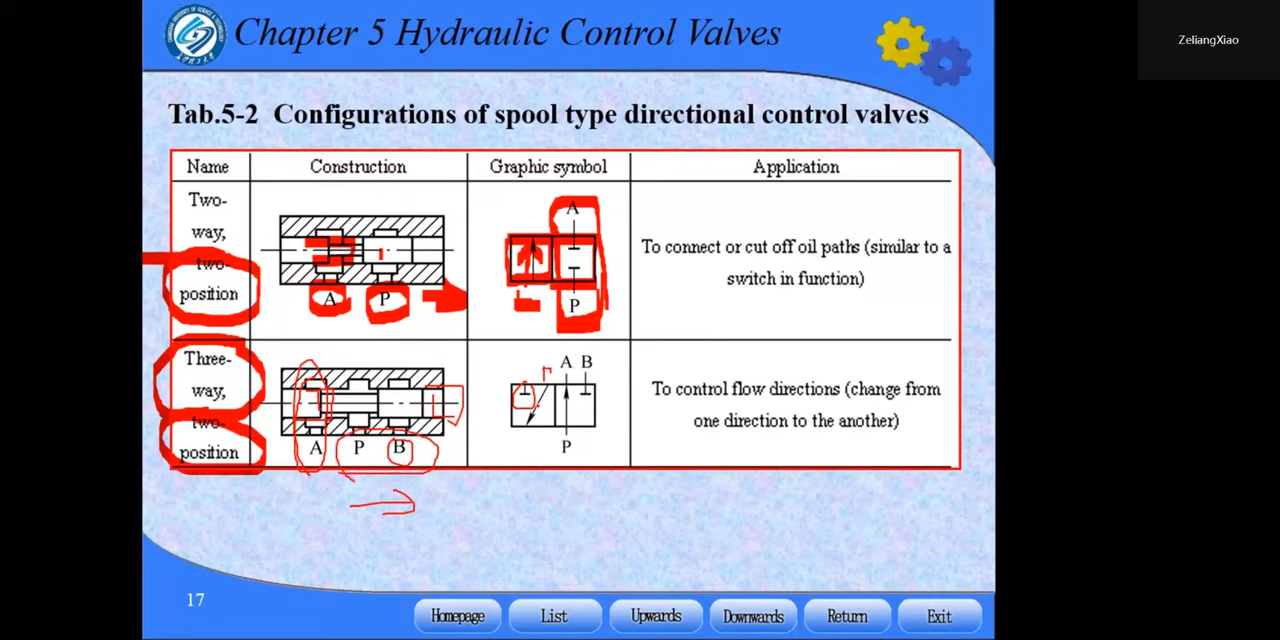 Chapter 5 Hydraulic Control Valves
ZeliangXiao
Tab.5-2 Configurations of spool type directional control valves
Name
Construction
Graphic symbol
Application
Two-
way,
two-
position
A
P
A
P
To connect or cut off oil paths (similar to a
switch in function)
Three-
way,
two-
position
A
P
B
A B
P
To control flow directions (change from
one direction to the another)
17
Homepage
List
Upwards
Downwards
Return
Exit